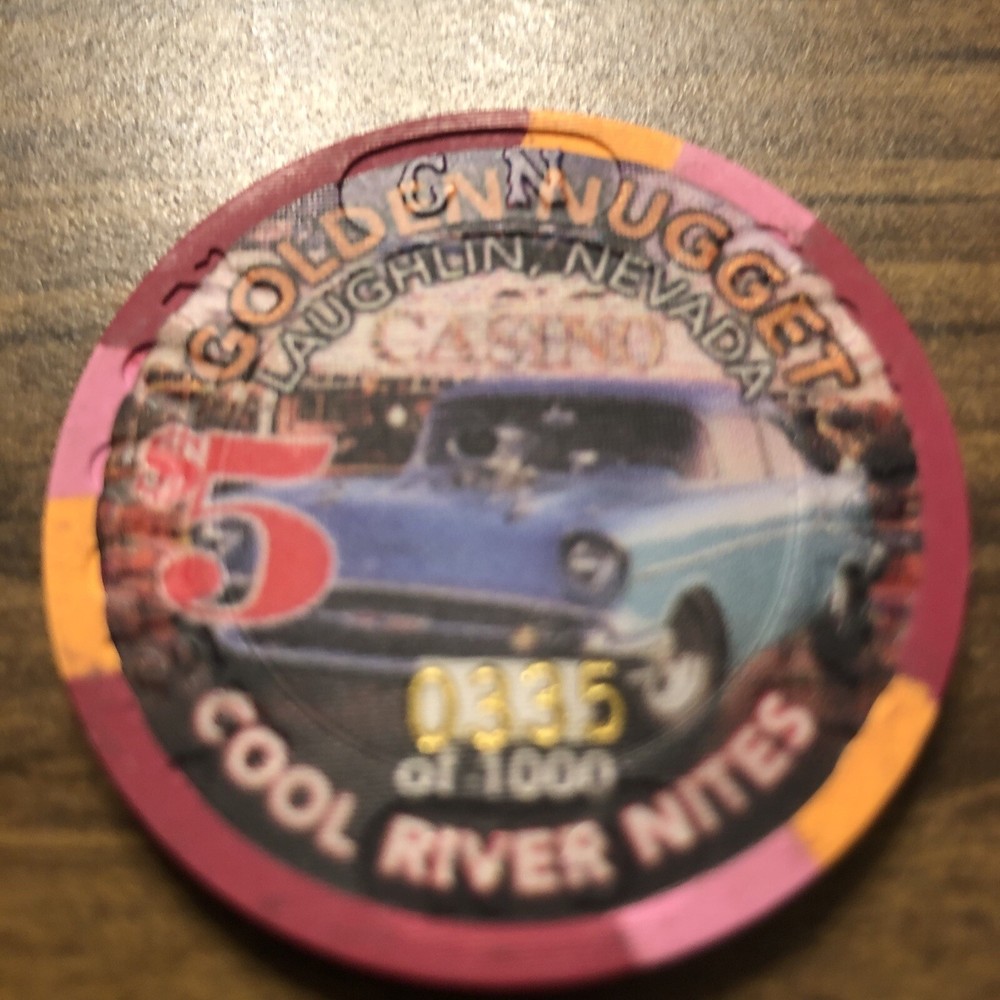 G N
GOLDEN NUGGET
LAUGHLIN, NEVADA
CASINO
$5
0335
of 1000
COOL RIVER NITES